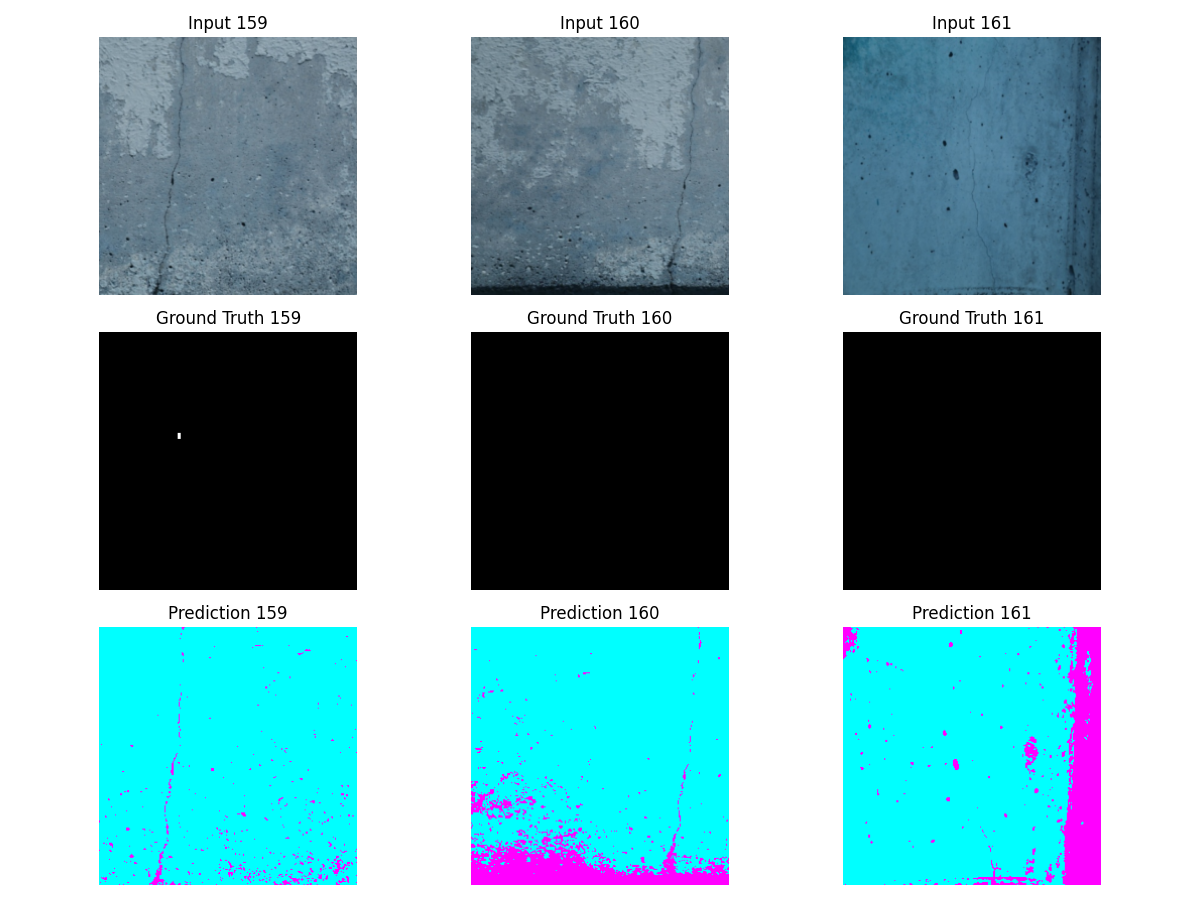 Input 159
Input 160
Input 161
Ground Truth 159
Ground Truth 160
Ground Truth 161
Prediction 159
Prediction 160
Prediction 161